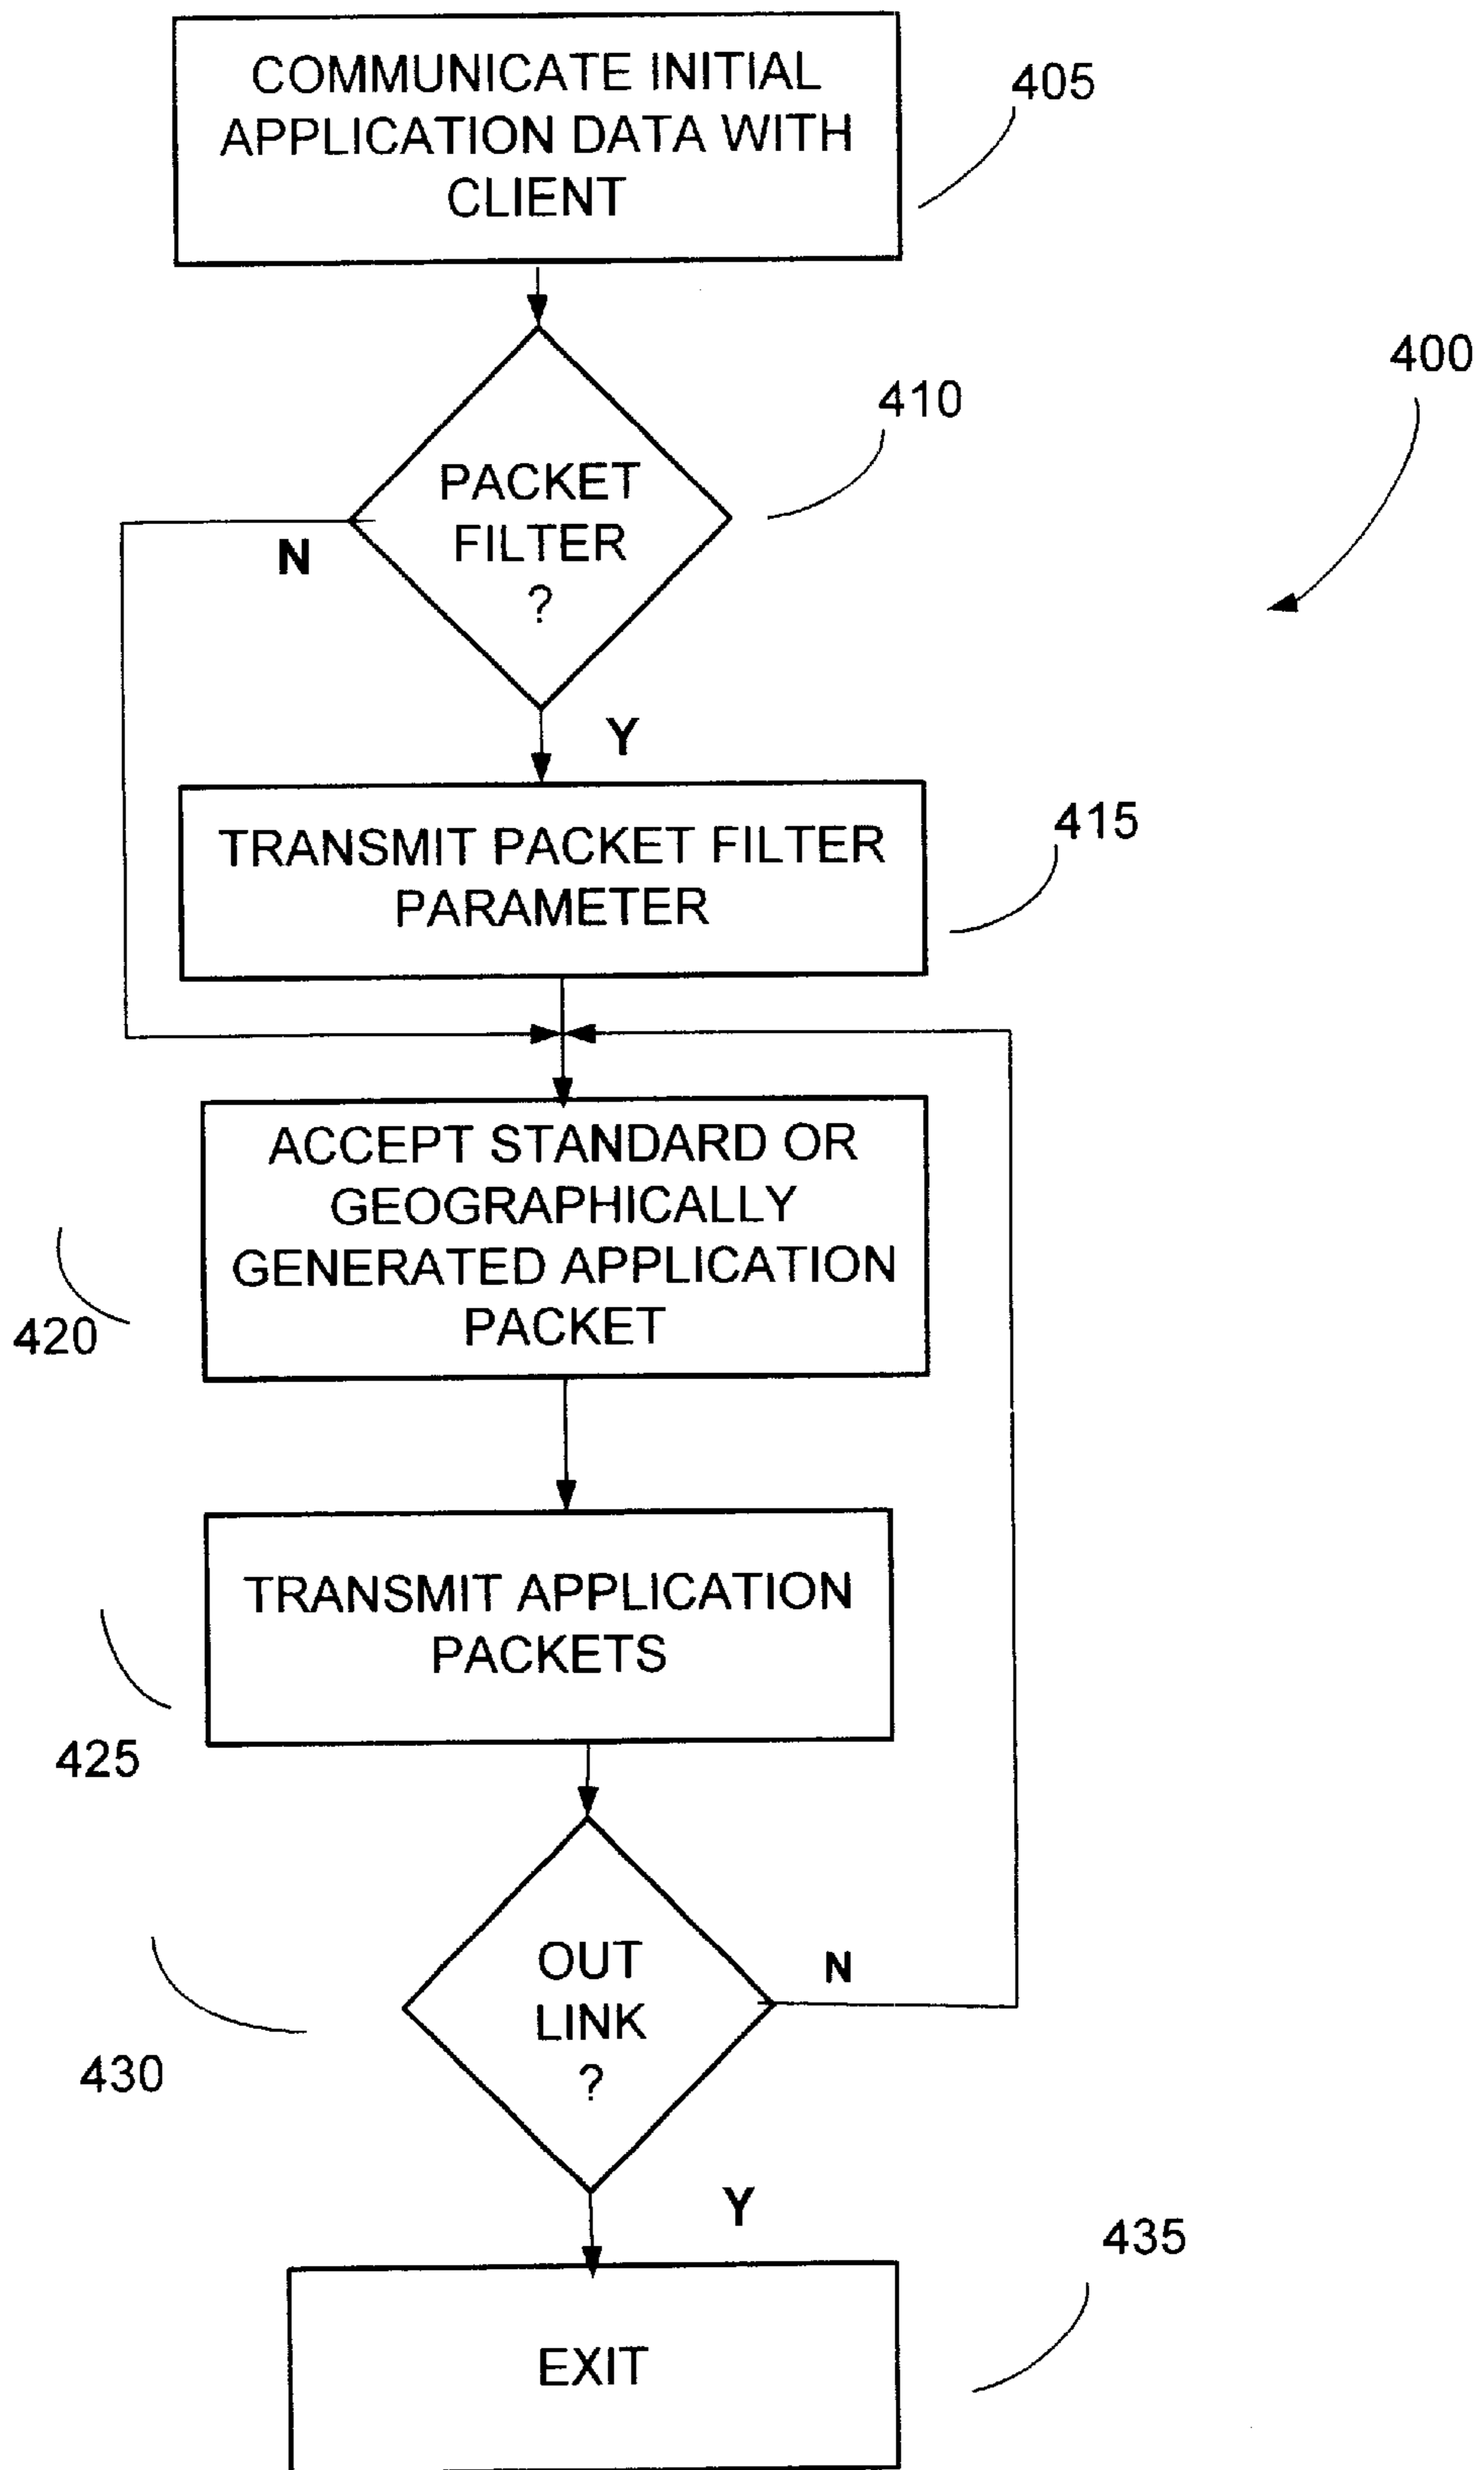 COMMUNICATE INITIAL
APPLICATION DATA WITH
CLIENT
405
400
410
PACKET
FILTER
?
N
Y
TRANSMIT PACKET FILTER
PARAMETER
415
ACCEPT STANDARD OR
GEOGRAPHICALLY
GENERATED APPLICATION
PACKET
420
TRANSMIT APPLICATION
PACKETS
425
OUT
LINK
?
N
430
Y
435
EXIT